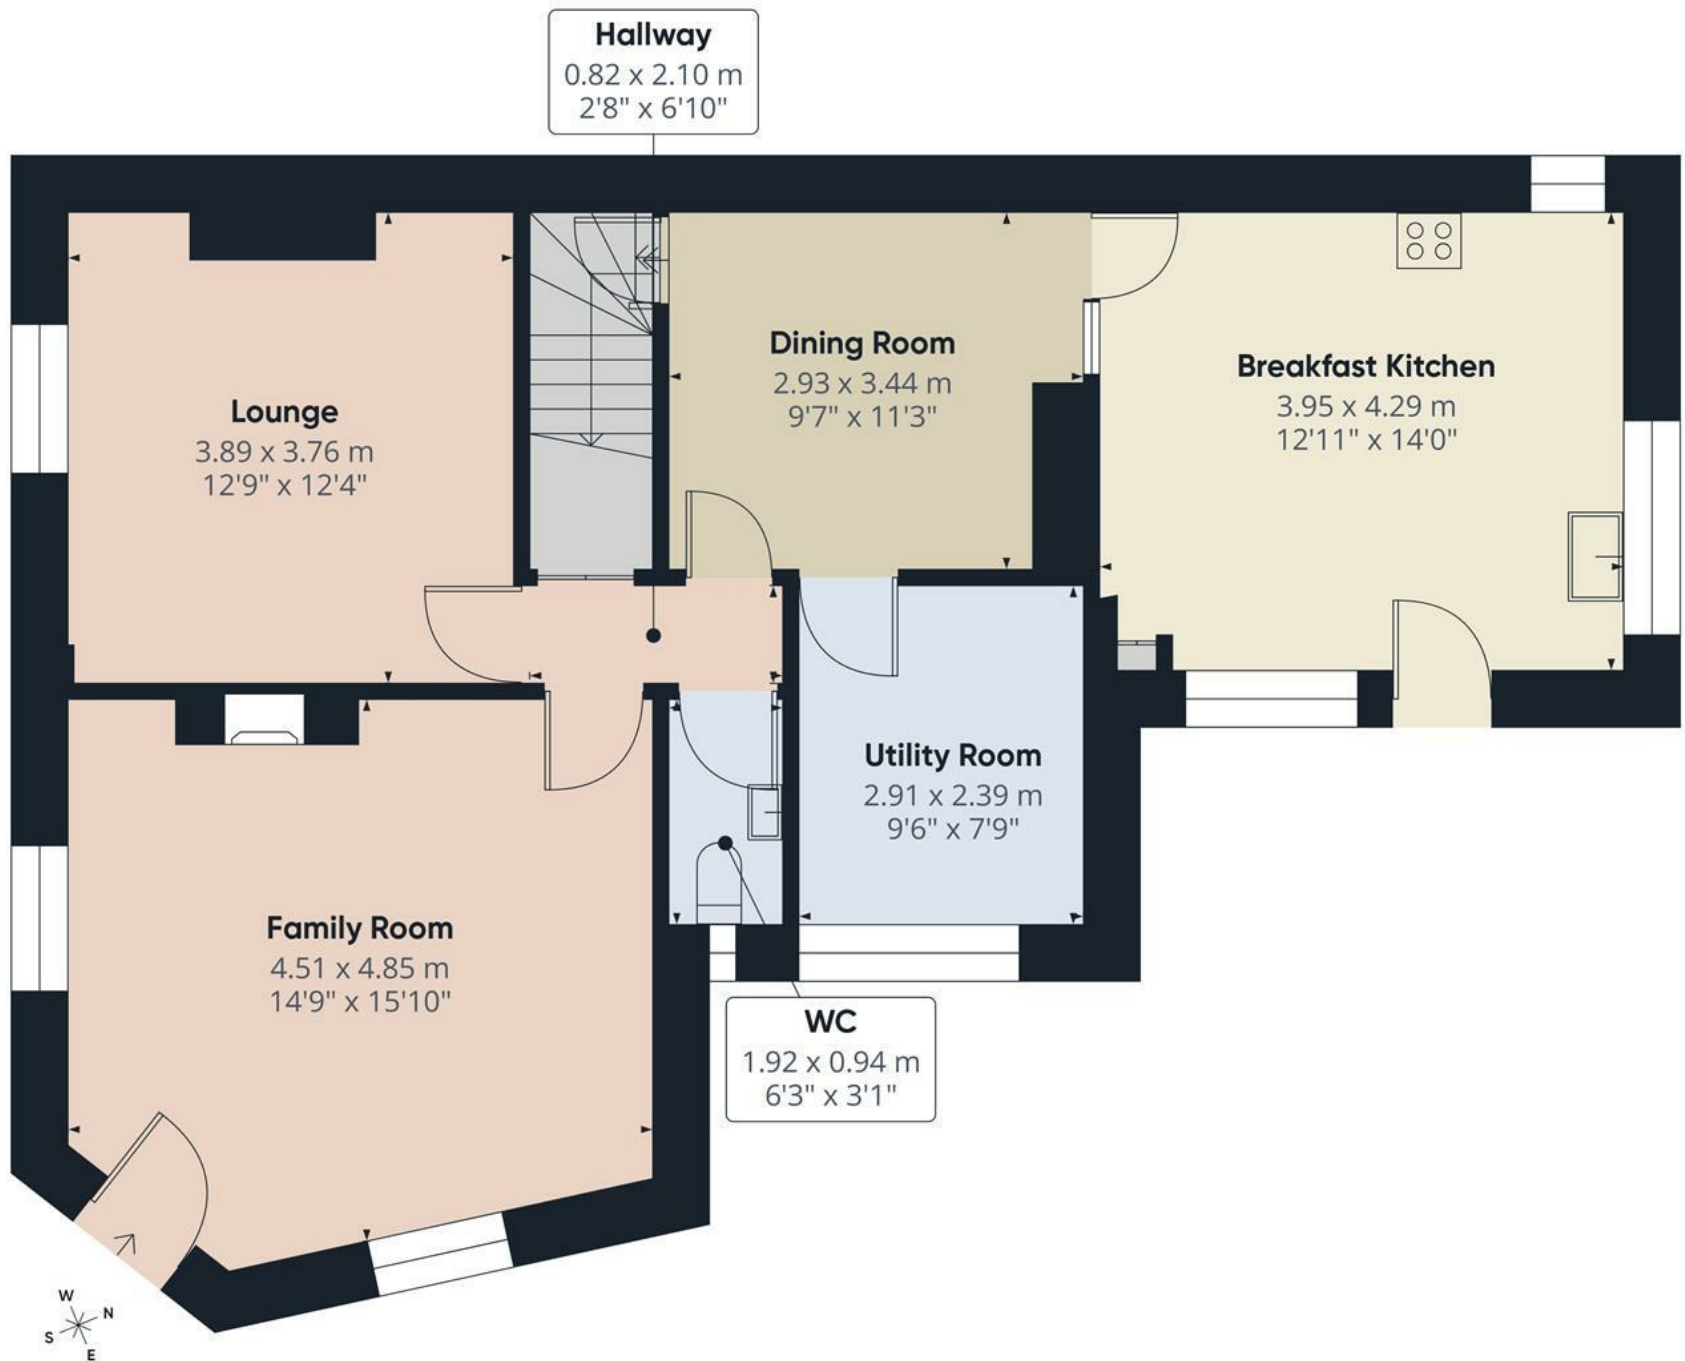 Hallway
0.82 x 2.10 m
2'8" x 6'10"
Dining Room
2.93 x 3.44 m
9'7" x 11'3"
Breakfast Kitchen
3.95 x 4.29 m
12'11" x 14'0"
Lounge
3.89 x 3.76 m
12'9" x 12'4"
Utility Room
2.91 x 2.39 m
9'6" x 7'9"
Family Room
4.51 x 4.85 m
14'9" x 15'10"
WC
1.92 x 0.94 m
6'3" x 3'1"
W
N
S
E